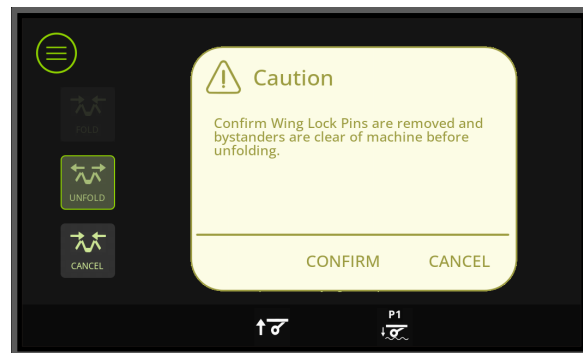 Caution
Confirm Wing Lock Pins are removed and
bystanders are clear of machine before
unfolding.
CONFIRM CANCEL
FOLD
UNFOLD
CANCEL
P1